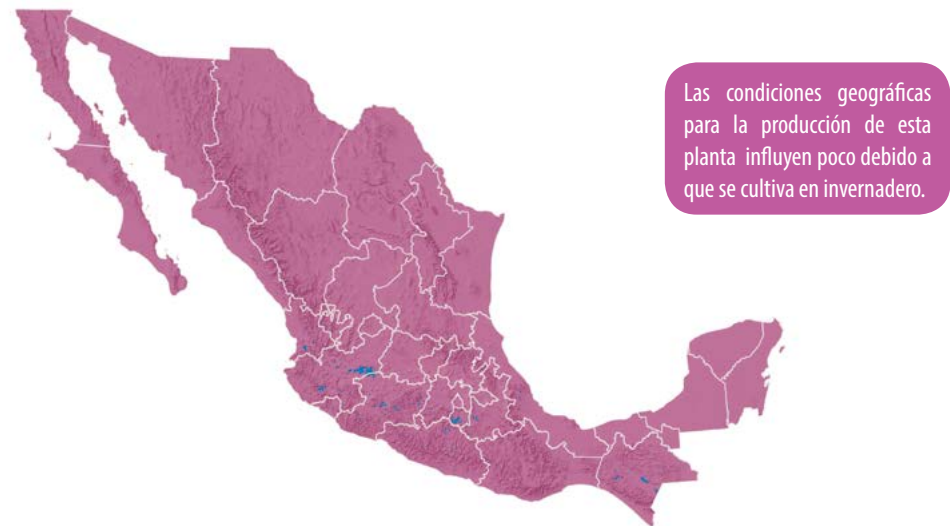 Las condiciones geográficas
para la producción de esta
planta influyen poco debido a
que se cultiva en invernadero.